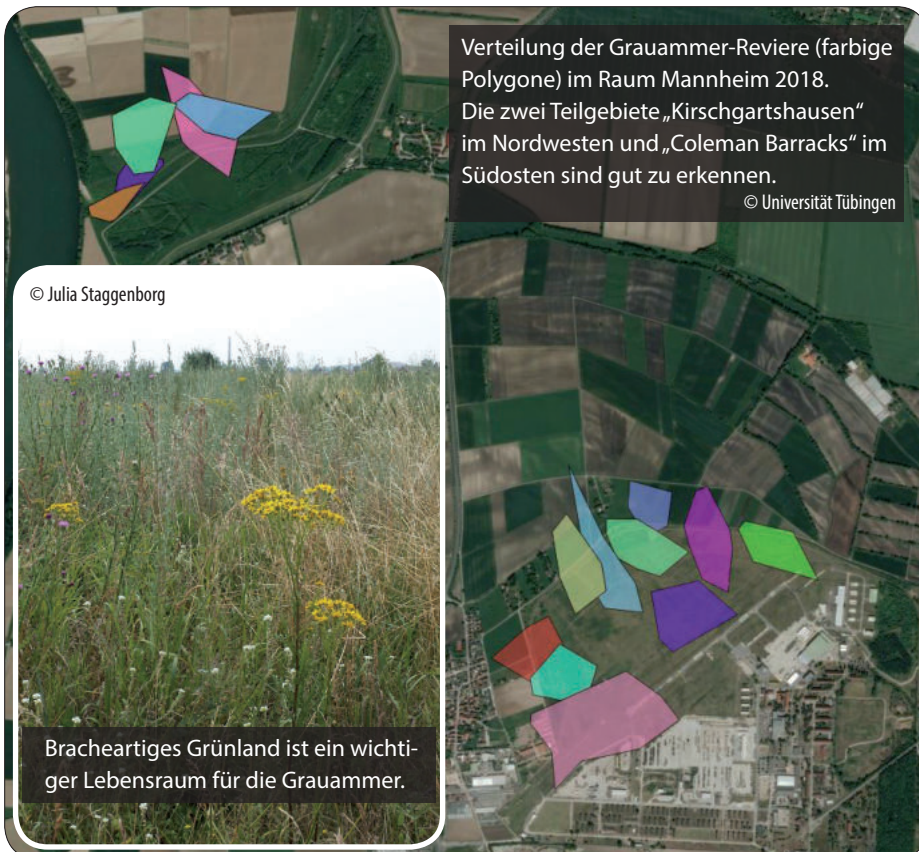 Verteilung der Grauammer-Reviere (farbige
Polygone) im Raum Mannheim 2018.
Die zwei Teilgebiete „Kirschgartshausen“
im Nordwesten und „Coleman Barracks“ im
Südosten sind gut zu erkennen.
© Universität Tübingen
© Julia Staggenborg
Bracheartiges Grünland ist ein wichti-
ger Lebensraum für die Grauammer.